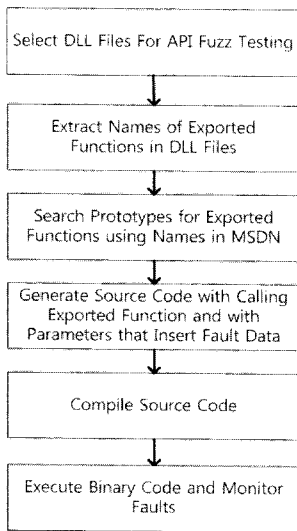 Select DLL Files For API Fuzz Testing
Extract Names of Exported
Functions in DLL Files
Search Prototypes for Exported
Functions using Names in MSDN
Generate Source Code with Calling
Exported Function and with
Parameters that Insert Fault Data
Compile Source Code
Execute Binary Code and Monitor
Faults